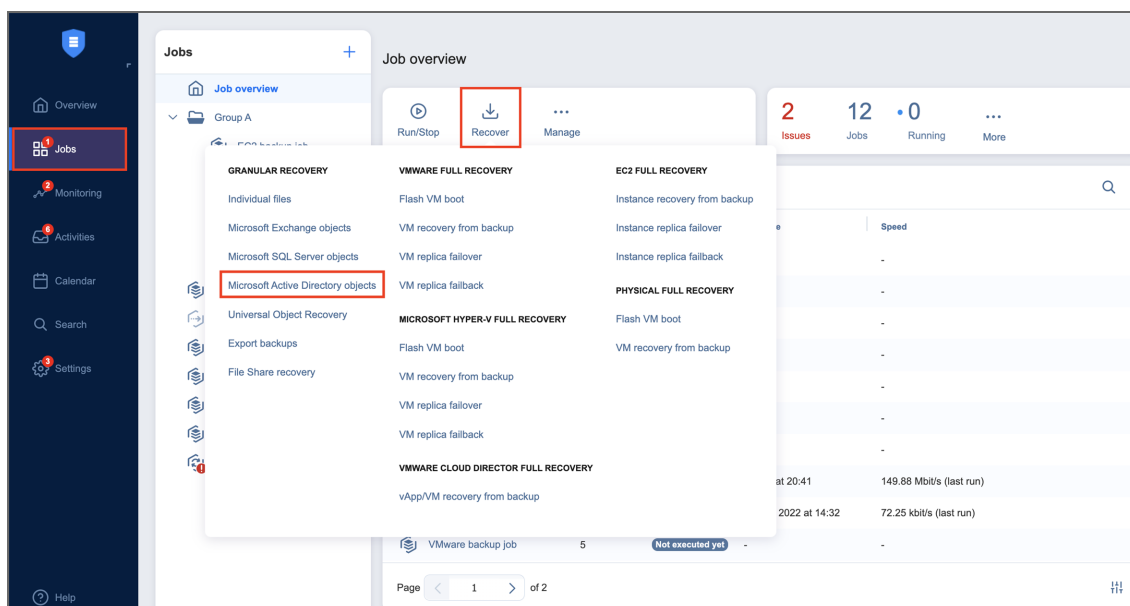 Overview
1
Jobs
2
Monitoring
6
Activities
Calendar
Search
3
Settings
Help
Jobs
+
Job overview
Group A
EC2 backup job
Job overview
Run/Stop
Recover
Manage
2
Issues
12
Jobs
0
Running
More
GRANULAR RECOVERY
Individual files
Microsoft Exchange objects
Microsoft SQL Server objects
Microsoft Active Directory objects
Universal Object Recovery
Export backups
File Share recovery
VMWARE FULL RECOVERY
Flash VM boot
VM recovery from backup
VM replica failover
VM replica failback
MICROSOFT HYPER-V FULL RECOVERY
Flash VM boot
VM recovery from backup
VM replica failover
VM replica failback
VMWARE CLOUD DIRECTOR FULL RECOVERY
vApp/VM recovery from backup
EC2 FULL RECOVERY
Instance recovery from backup
Instance replica failover
Instance replica failback
PHYSICAL FULL RECOVERY
Flash VM boot
VM recovery from backup
e
Speed
-
-
-
-
-
-
-
at 20:41
149.88 Mbit/s (last run)
2022 at 14:32
72.25 kbit/s (last run)
VMware backup job
5
Not executed yet
-
-
Page
1
of 2